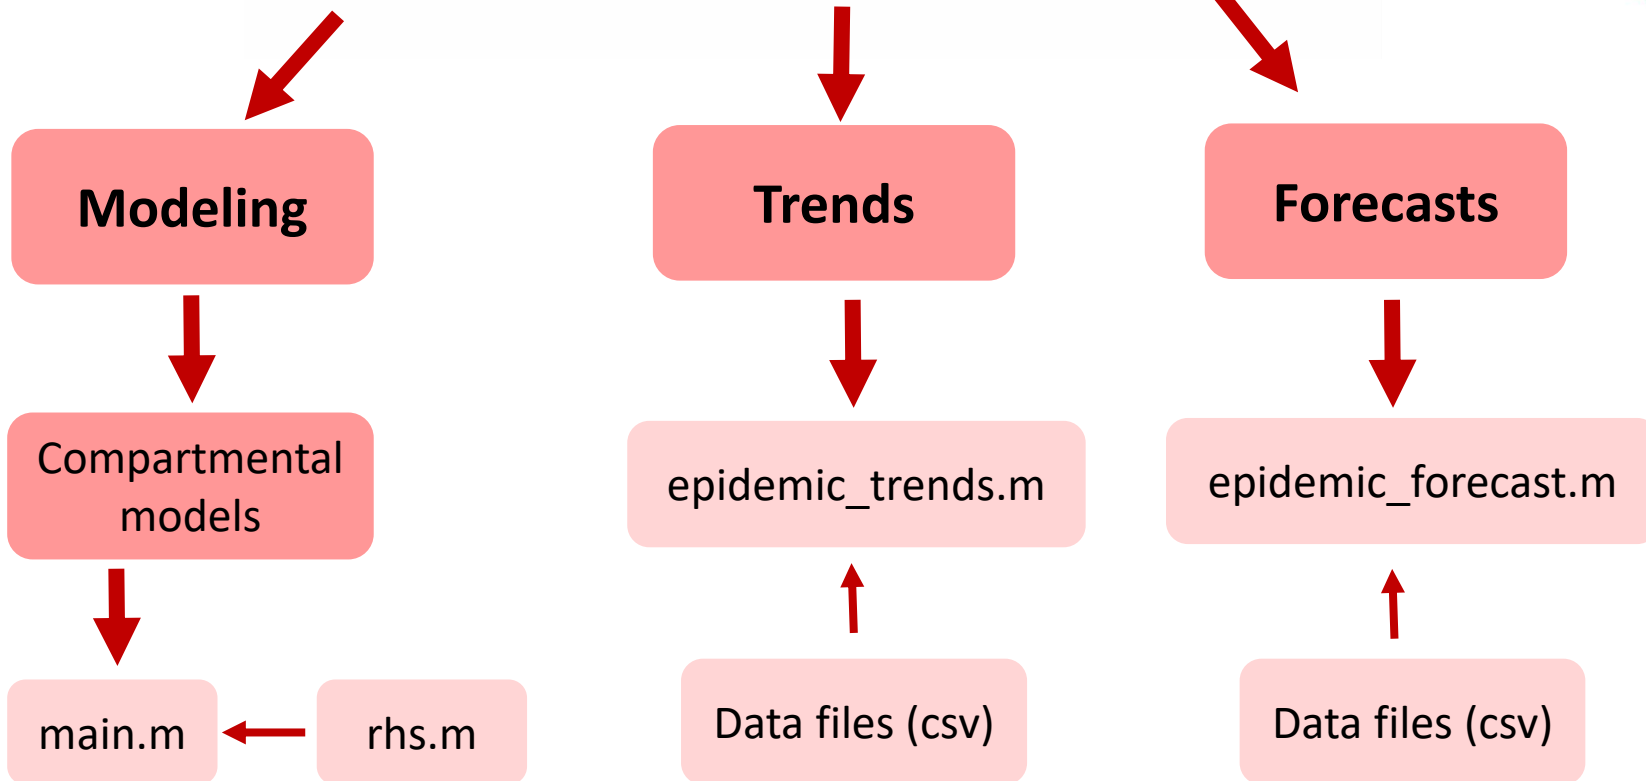 Modeling
Trends
Forecasts
Compartmental
models
epidemic_trends.m
epidemic_forecast.m
main.m
rhs.m
Data files (csv)
Data files (csv)